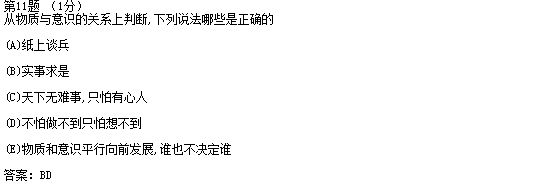 第11题 （1分）
从物质与意识的关系上判断,下列说法哪些是正确的
(A)纸上谈兵
(B)实事求是
(C)天下无难事,只怕有心人
(D)不怕做不到只怕想不到
(E)物质和意识平行向前发展,谁也不决定谁
答案: BD